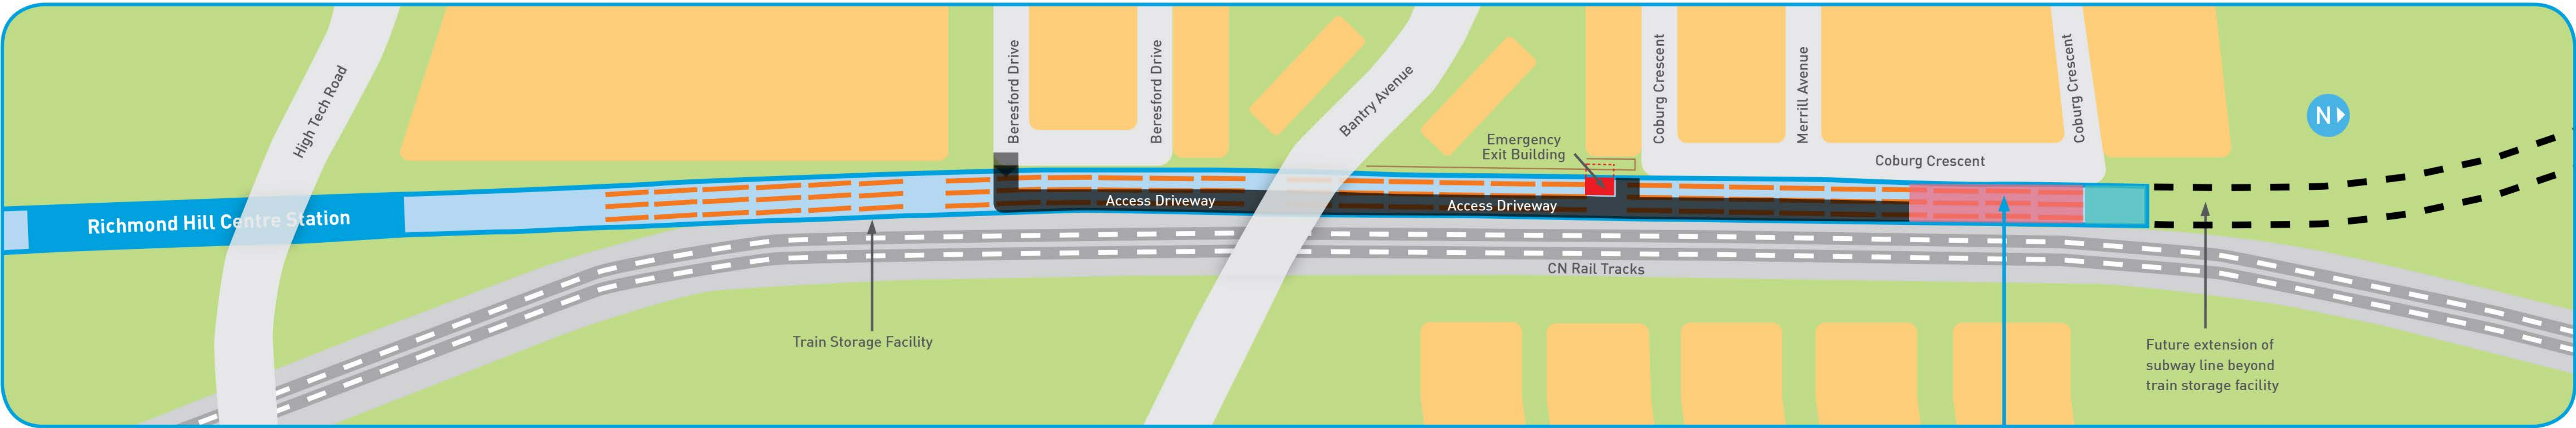 High Tech Road
Richmond Hill Centre Station
Train Storage Facility
Beresford Drive
Beresford Drive
Access Driveway
Bantry Avenue
Access Driveway
Emergency
Exit Building
CN Rail Tracks
Coburg Crescent
Merrill Avenue
Coburg Crescent
Coburg Crescent
N
Future extension of
subway line beyond
train storage facility